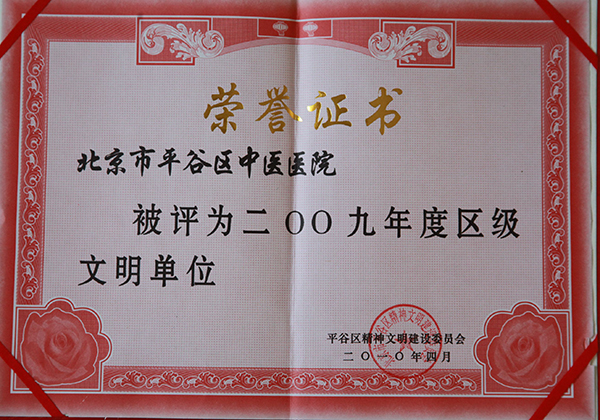 荣誉证书
北京市平谷区中医医院
被评为二〇〇九年度区级
文明单位
平谷区精神文明建设委员会
二〇一〇年四月